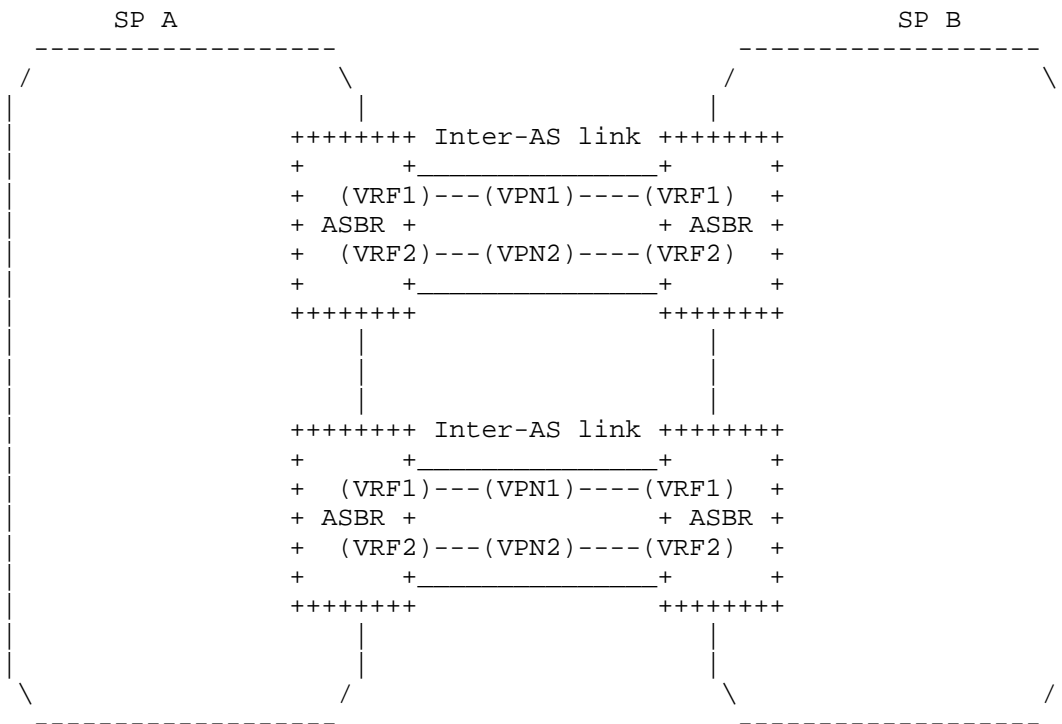 SP A SP B
Inter-AS link
(VRF1)---(VPN1)----(VRF1)
ASBR ASBR
(VRF2)---(VPN2)----(VRF2)
Inter-AS link
(VRF1)---(VPN1)----(VRF1)
ASBR ASBR
(VRF2)---(VPN2)----(VRF2)